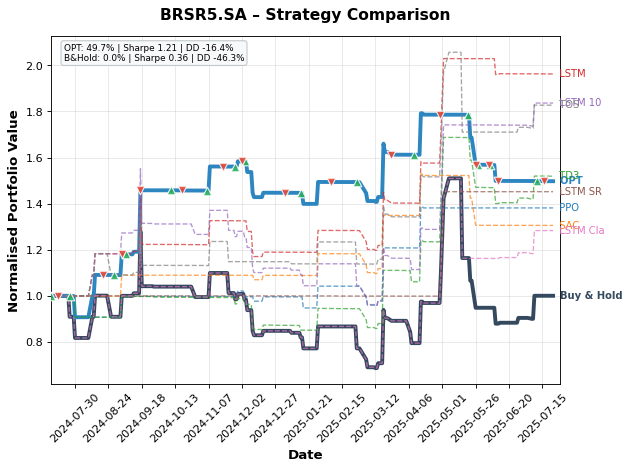 BRSR5.SA – Strategy Comparison
OPT: 49.7% | Sharpe 1.21 | DD -16.4%
B&Hold: 0.0% | Sharpe 0.36 | DD -46.3%
Normalised Portfolio Value
2.0
1.8
1.6
1.4
1.2
1.0
0.8
LSTM
LSTM 10
TD3
OPT
LSTM SR
PPO
SAC
LSTM Cla
Buy & Hold
2024-07-30
2024-08-24
2024-09-18
2024-10-13
2024-11-07
2024-12-02
2024-12-27
2025-01-21
2025-02-15
2025-03-12
2025-04-06
2025-05-01
2025-05-26
2025-06-20
2025-07-15
Date